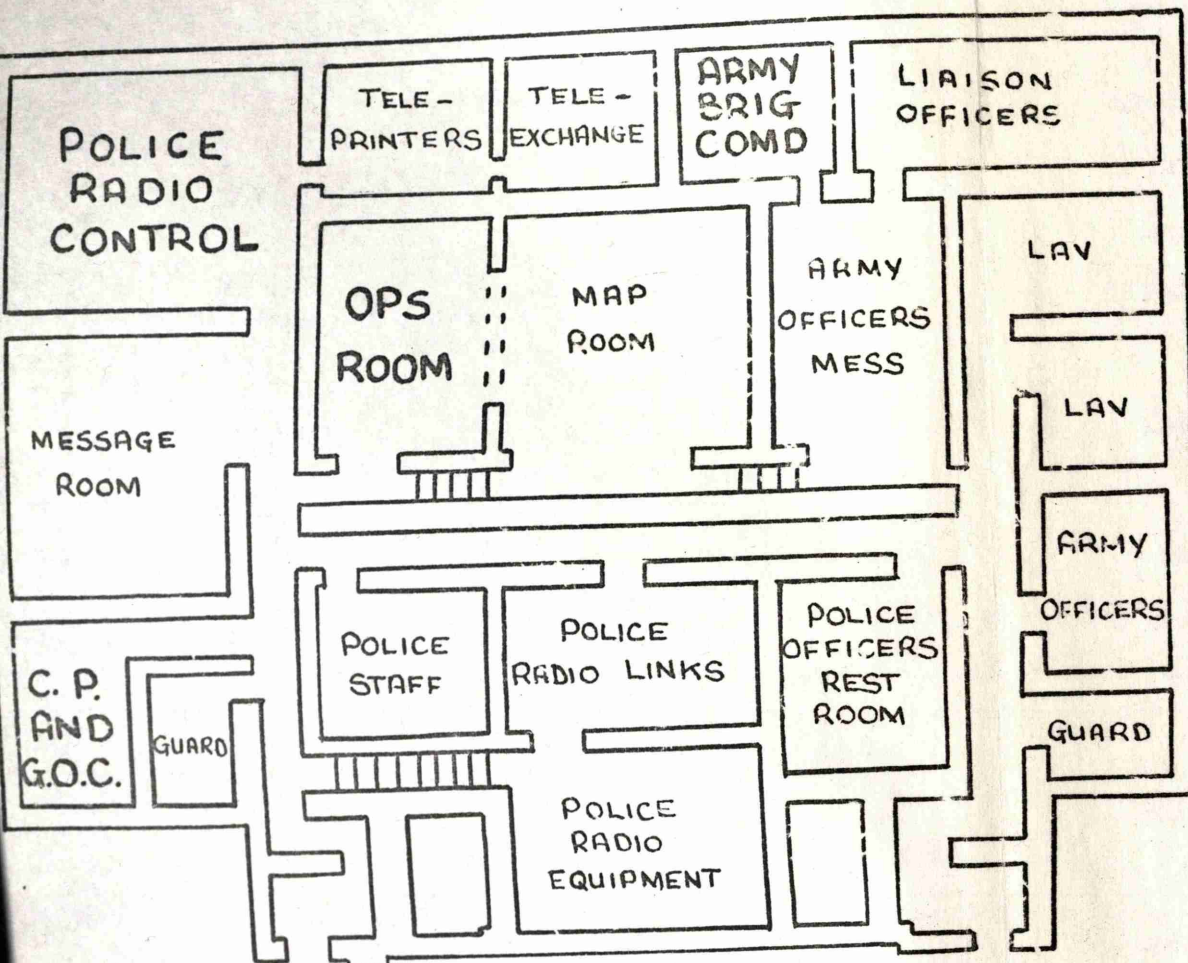 POLICE
RADIO
CONTROL
TELE-
PRINTERS
TELE-
EXCHANGE
ARMY
BRIG
COMD
LIAISON
OFFICERS
OPS
ROOM
MAP
ROOM
ARMY
OFFICERS
MESS
LAV
LAV
MESSAGE
ROOM
ARMY
OFFICERS
C. P.
AND
G.O.C.
GUARD
POLICE
STAFF
POLICE
RADIO LINKS
POLICE
OFFICERS
REST
ROOM
GUARD
POLICE
RADIO
EQUIPMENT